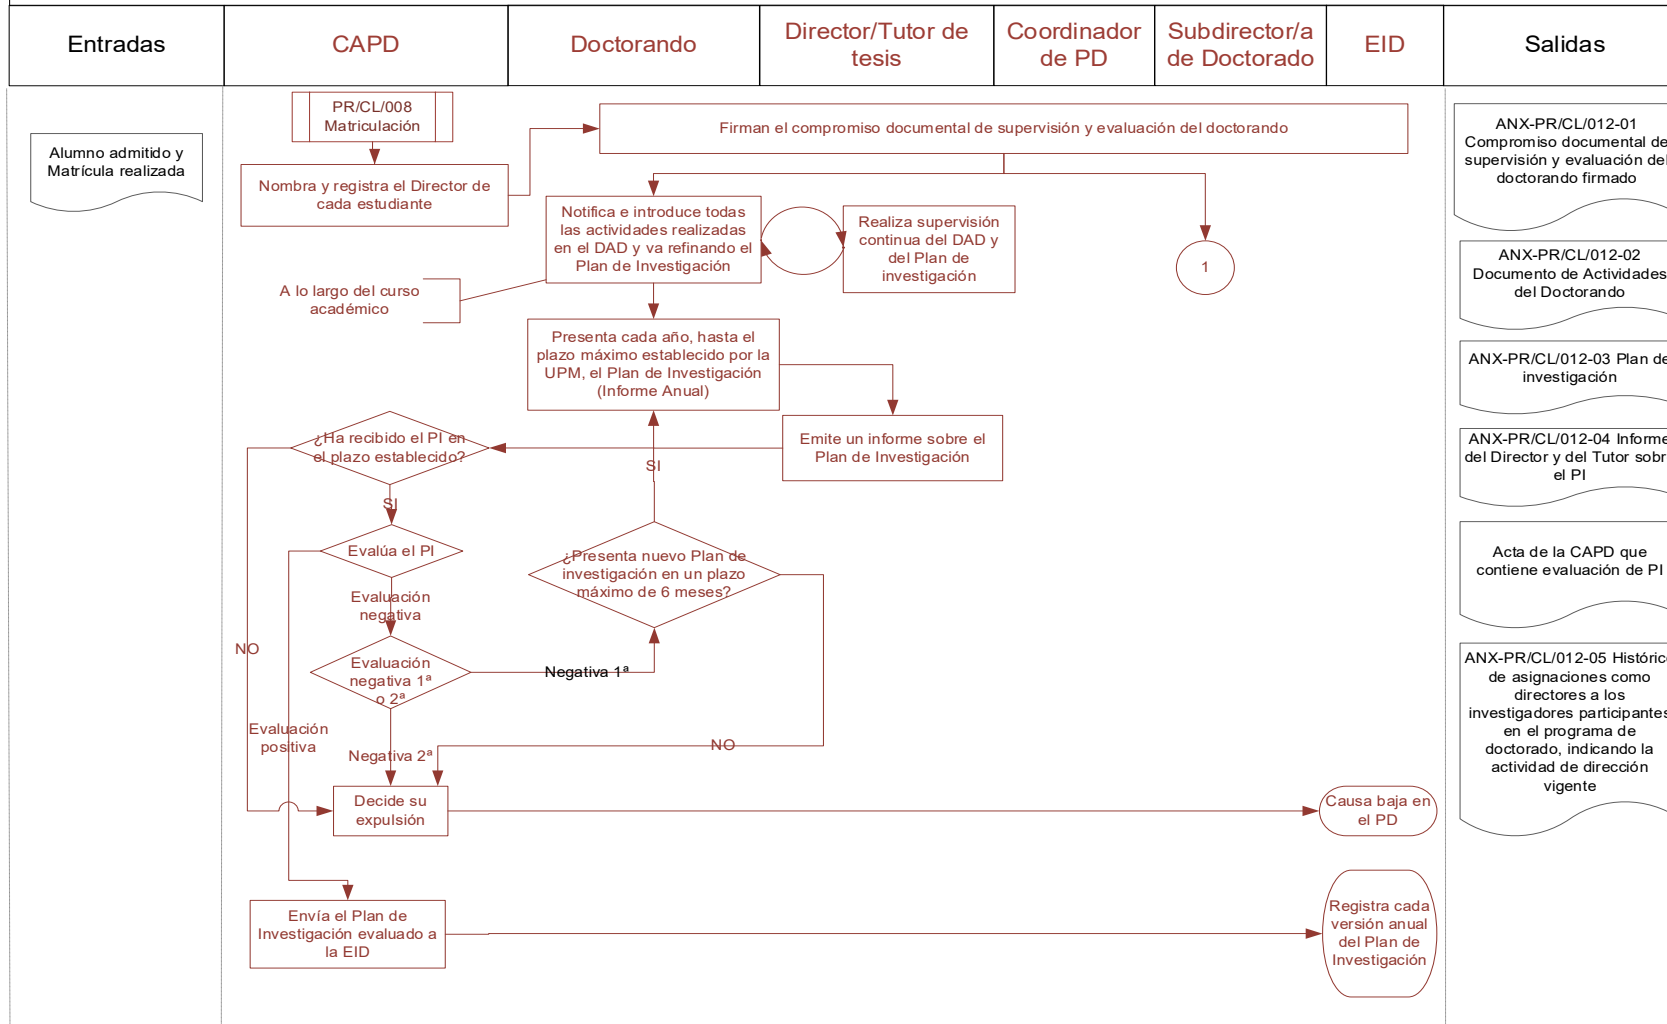 Entradas
CAPD
Doctorando
Director/Tutor de
tesis
Coordinador
de PD
Subdirector/a
de Doctorado
EID
Salidas
Alumno admitido y
Matrícula realizada
PR/CL/008
Matriculación
Nombra y registra el Director de
cada estudiante
Firman el compromiso documental de supervisión y evaluación del doctorando
Notifica e introduce todas
las actividades realizadas
en el DAD y va refinando el
Plan de Investigación
Realiza supervisión
continua del DAD y
del Plan de
investigación
1
A lo largo del curso
académico
Presenta cada año, hasta el
plazo máximo establecido por la
UPM, el Plan de Investigación
(Informe Anual)
Emite un informe sobre el
Plan de Investigación
¿Ha recibido el PI en
el plazo establecido?
SI
SI
Evalúa el PI
¿Presenta nuevo Plan de
investigación en un plazo
máximo de 6 meses?
Evaluación
negativa
NO
Evaluación
negativa 1ª
o 2ª
Negativa 1ª
Evaluación
positiva
Negativa 2ª
NO
Decide su
expulsión
Causa baja en
el PD
Envía el Plan de
Investigación evaluado a
la EID
Registra cada
versión anual
del Plan de
Investigación
ANX-PR/CL/012-01
Compromiso documental de
supervisión y evaluación del
doctorando firmado
ANX-PR/CL/012-02
Documento de Actividades
del Doctorando
ANX-PR/CL/012-03 Plan de
investigación
ANX-PR/CL/012-04 Informe
del Director y del Tutor sobr
el PI
Acta de la CAPD que
contiene evaluación de PI
ANX-PR/CL/012-05 Históric
de asignaciones como
directores a los
investigadores participantes
en el programa de
doctorado, indicando la
actividad de dirección
vigente